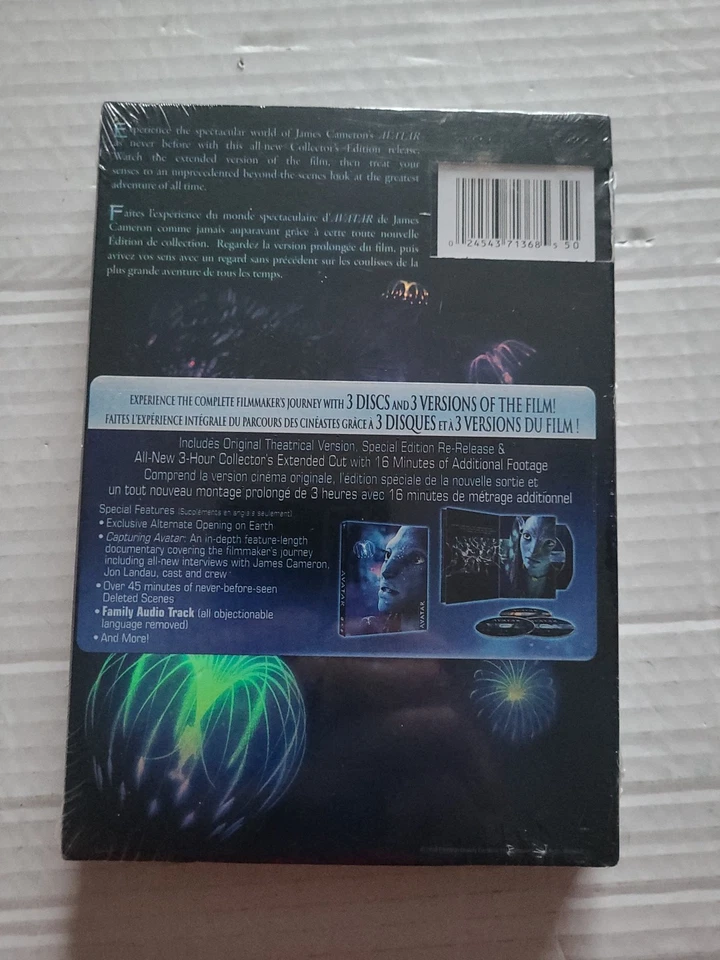 Experience the spectacular world of James Cameron's AVATAR
as never before with this all-new Collector's Edition release.
Watch the extended version of the film, then treat your
senses to an unprecedented beyond-the-scenes look at the greatest
adventure of all time.
Faites l'expérience du monde spectaculaire d'AVATAR de James
Cameron comme jamais auparavant grâce à cette toute nouvelle
Édition de collection. Regardez la version prolongée du film, puis
avivez vos sens avec un regard sans précédent sur les coulisses de la
plus grande aventure de tous les temps.
0 24543 71368 5 50
EXPERIENCE THE COMPLETE FILMMAKER'S JOURNEY WITH 3 DISCS AND 3 VERSIONS OF THE FILM!
FAITES L'EXPÉRIENCE INTÉGRALE DU PARCOURS DES CINÉASTES GRÂCE À 3 DISQUES ET À 3 VERSIONS DU FILM !
Includes Original Theatrical Version, Special Edition Re-Release &
All-New 3-Hour Collector's Extended Cut with 16 Minutes of Additional Footage
Comprend la version cinéma originale, l'édition spéciale de la nouvelle sortie et
un tout nouveau montage prolongé de 3 heures avec 16 minutes de métrage additionnel
Special Features (Suppléments en anglais seulement)
• Exclusive Alternate Opening on Earth
• Capturing Avatar: An in-depth feature-length
documentary covering the filmmaker's journey
including all-new interviews with James Cameron,
Jon Landau, cast and crew
• Over 45 minutes of never-before-seen
Deleted Scenes
• Family Audio Track (all objectionable
language removed)
• And More!
AVATAR
AVATAR